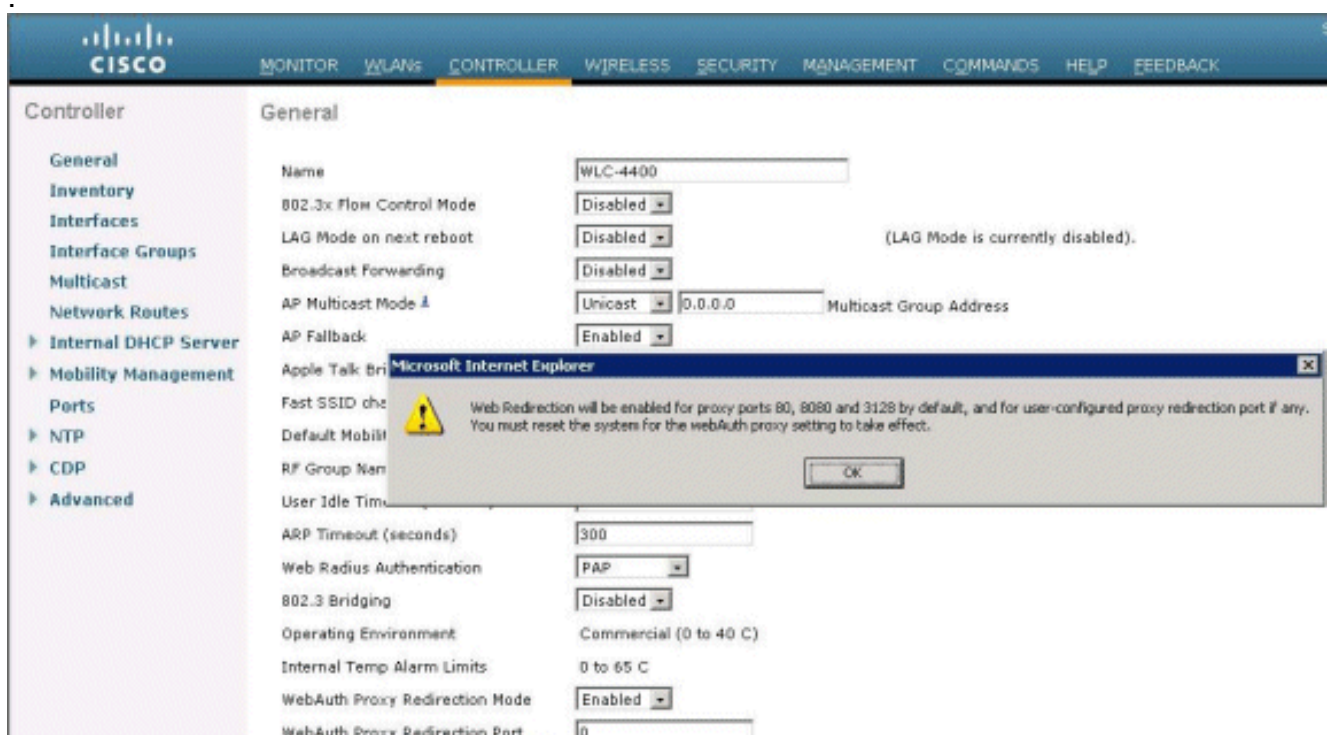 .
CISCO
MONITOR WLANs CONTROLLER WIRELESS SECURITY MANAGEMENT COMMANDS HELP FEEDBACK
Controller
General
Inventory
Interfaces
Interface Groups
Multicast
Network Routes
Internal DHCP Server
Mobility Management
Ports
NTP
CDP
Advanced
General
Name WLC-4400
802.3x Flow Control Mode Disabled
LAG Mode on next reboot Disabled (LAG Mode is currently disabled).
Broadcast Forwarding Disabled
AP Multicast Mode Unicast 0.0.0.0 Multicast Group Address
AP Fallback Enabled
Apple Talk Bri
Fast SSID cha
Default Mobilit
RF Group Nam
User Idle Tim
Microsoft Internet Explorer
Web Redirection will be enabled for proxy ports 80, 8080 and 3128 by default, and for user-configured proxy redirection port if any.
You must reset the system for the webAuth proxy setting to take effect.
OK
ARP Timeout (seconds) 300
Web Radius Authentication PAP
802.3 Bridging Disabled
Operating Environment Commercial (0 to 40 C)
Internal Temp Alarm Limits 0 to 65 C
WebAuth Proxy Redirection Mode Enabled
WebAuth Proxy Redirection Port 0